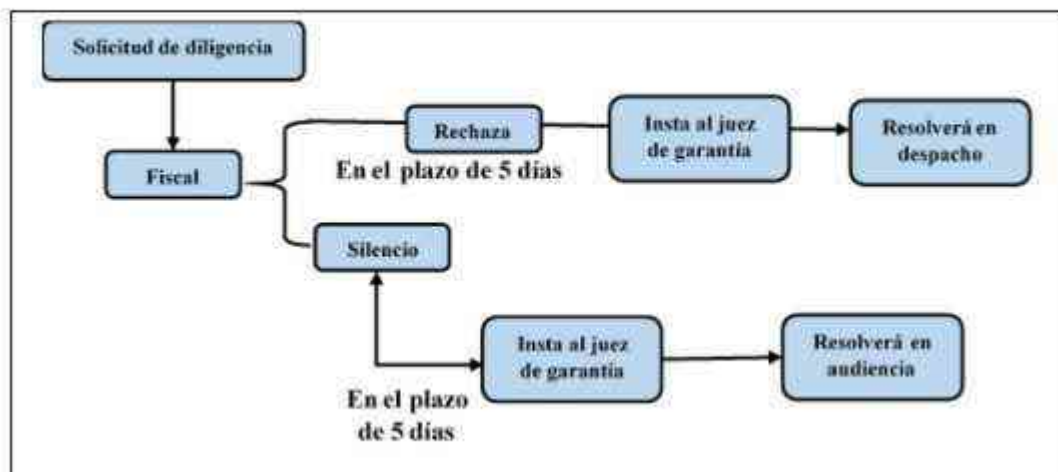 Solicitud de diligencia
Fiscal
Rechaza
En el plazo de 5 días
Insta al juez
de garantía
Resolverá en
despacho
Silencio
En el plazo
de 5 días
Insta al juez
de garantía
Resolverá en
audiencia